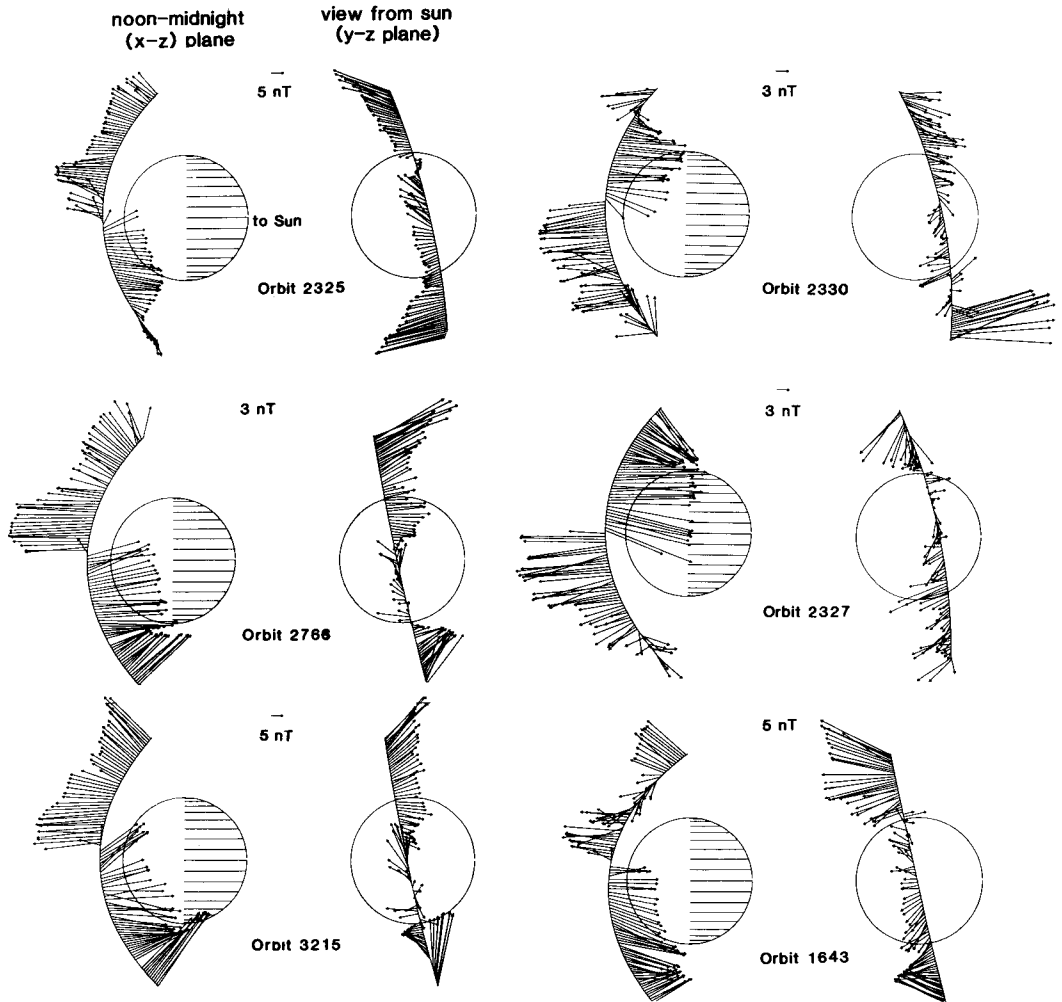 noon-midnight
(x-z) plane
view from sun
(y-z plane)
5 nT
to Sun
Orbit 2325
3 nT
Orbit 2330
3 nT
Orbit 2766
3 nT
Orbit 2327
5 nT
Orbit 3215
5 nT
Orbit 1643